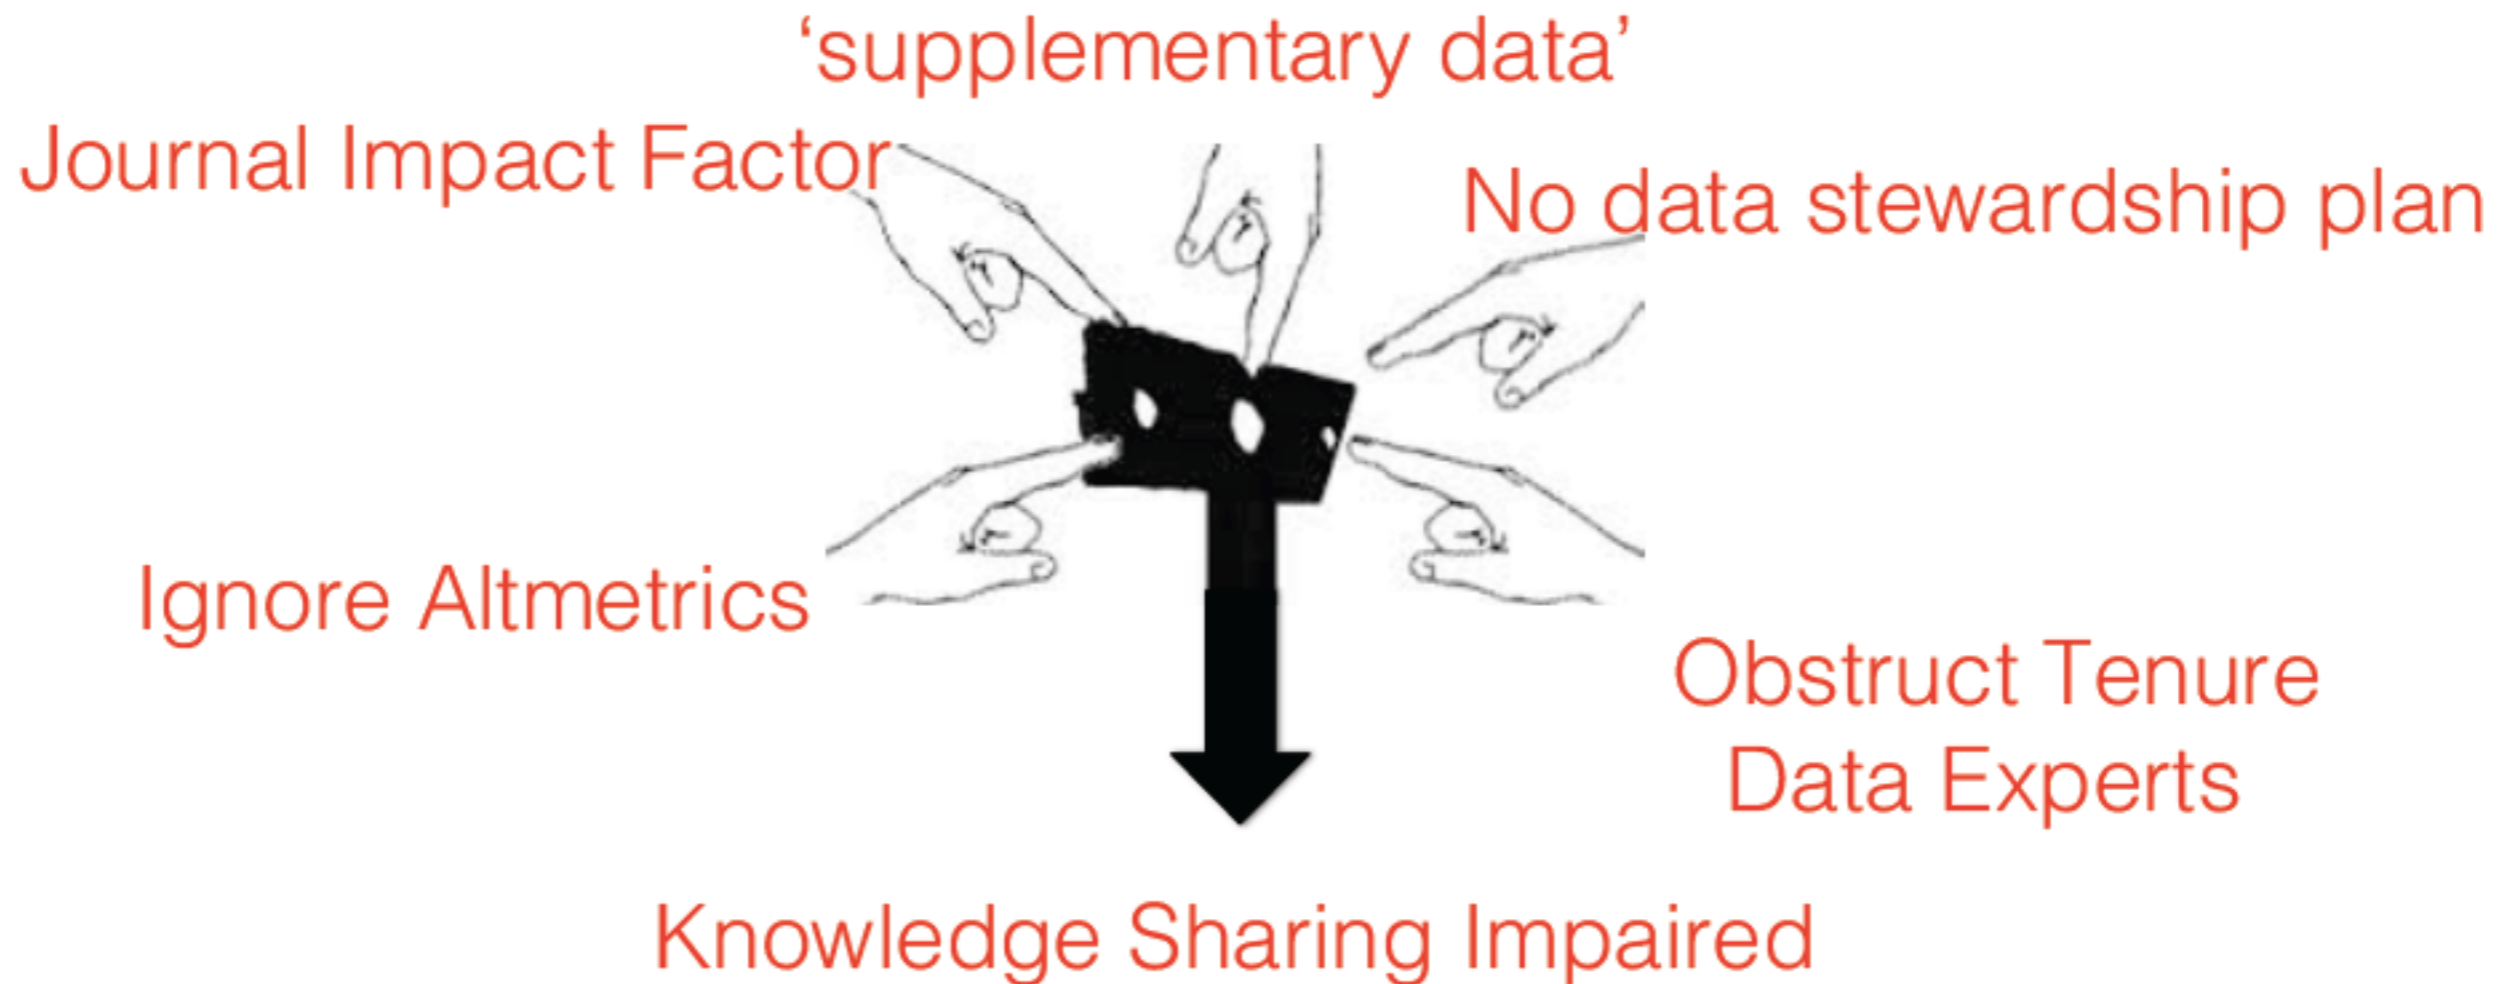 ‘supplementary data’
Journal Impact Factor
No data stewardship plan
Ignore Altmetrics
Obstruct Tenure
Data Experts
Knowledge Sharing Impaired